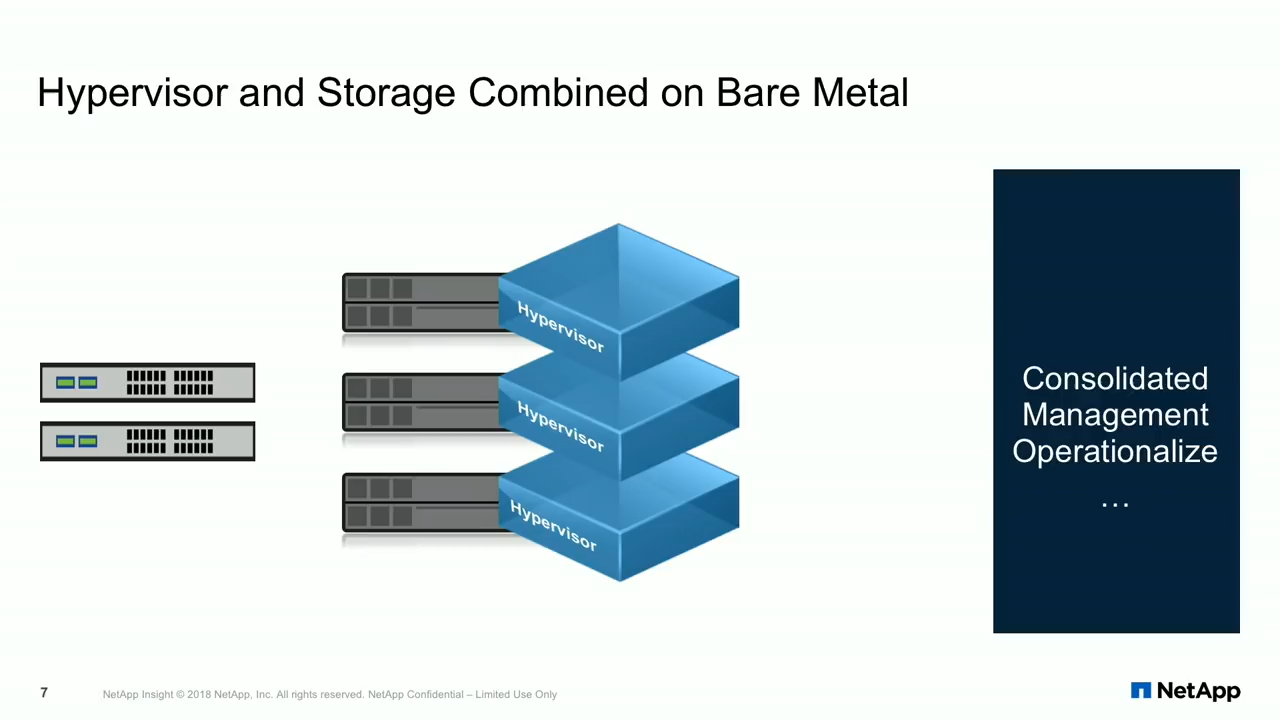 Hypervisor and Storage Combined on Bare Metal
Hypervisor
Hypervisor
Hypervisor
Consolidated
Management
Operationalize
…
7
NetApp Insight © 2018 NetApp, Inc. All rights reserved. NetApp Confidential – Limited Use Only
NetApp